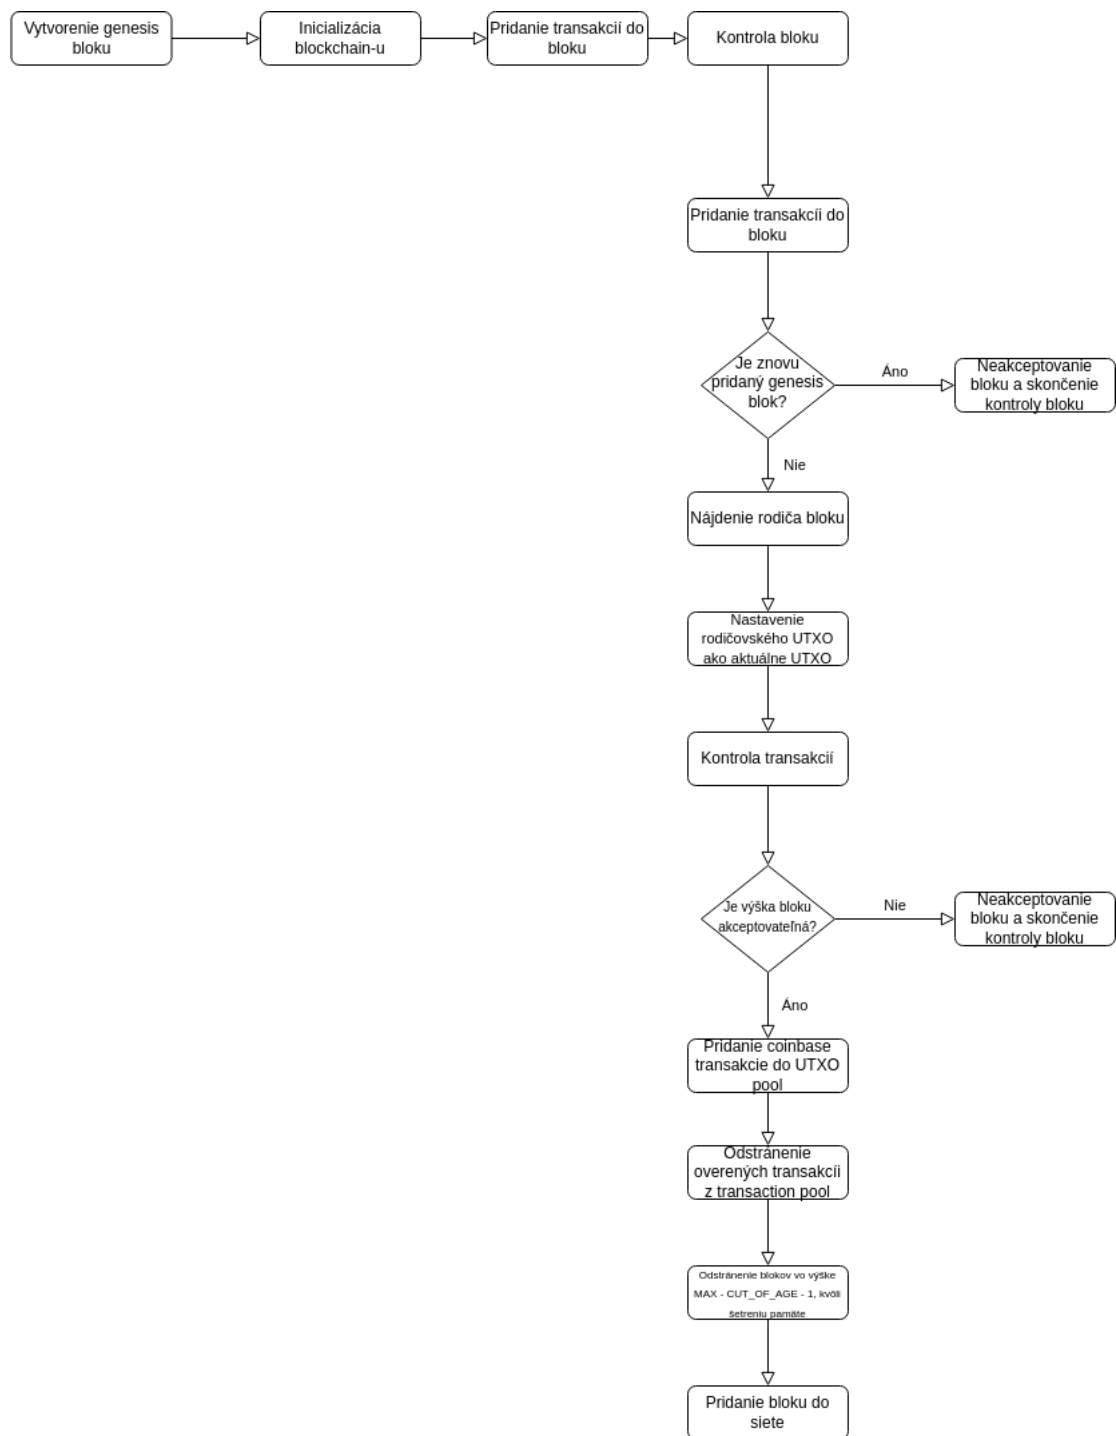 Vytvorenie genesis
bloku
Inicializácia
blockchain-u
Pridanie transakcií do
bloku
Kontrola bloku
Pridanie transakcíi do
bloku
Je znovu
pridaný genesis
blok?
Áno
Neakceptovanie
bloku a skončenie
kontroly bloku
Nie
Nájdenie rodiča bloku
Nastavenie
rodičovského UTXO
ako aktuálne UTXO
Kontrola transakcií
Je výška bloku
akceptovateľná?
Nie
Neakceptovanie
bloku a skončenie
kontroly bloku
Áno
Pridanie coinbase
transakcie do UTXO
pool
Odstránenie
overených transakcíi
z transaction pool
Odstránenie blokov vo výške
MAX - CUT_OF_AGE - 1, kvôli
šetreniu pamäte
Pridanie bloku do
siete